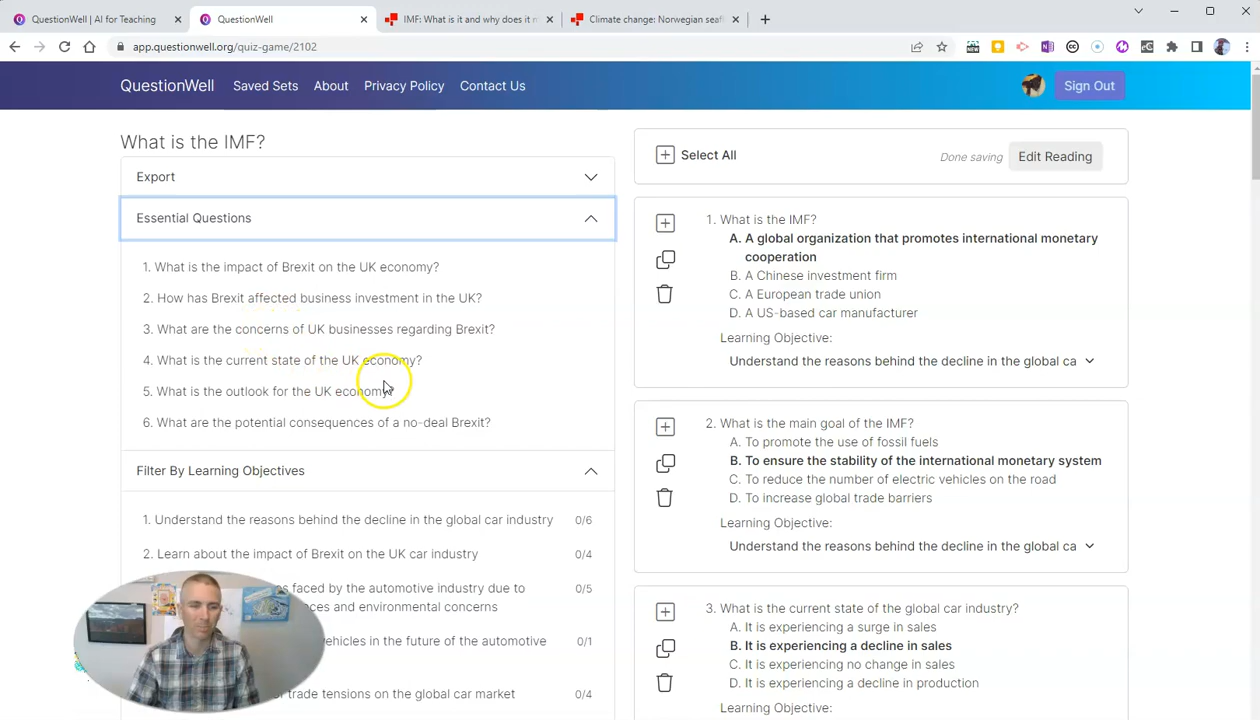 QuestionWell | AI for Teaching
QuestionWell
IMF: What is it and why does it m
Climate change: Norwegian seafl
app.questionwell.org/quiz-game/2102
QuestionWell Saved Sets About Privacy Policy Contact Us Sign Out
What is the IMF?
Export
Essential Questions
1. What is the impact of Brexit on the UK economy?
2. How has Brexit affected business investment in the UK?
3. What are the concerns of UK businesses regarding Brexit?
4. What is the current state of the UK economy?
5. What is the outlook for the UK economy?
6. What are the potential consequences of a no-deal Brexit?
Filter By Learning Objectives
1. Understand the reasons behind the decline in the global car industry 0/6
2. Learn about the impact of Brexit on the UK car industry 0/4
s faced by the automotive industry due to 0/5
nces and environmental concerns
vehicles in the future of the automotive 0/1
r trade tensions on the global car market 0/4
Select All Done saving Edit Reading
1. What is the IMF?
A. A global organization that promotes international monetary
cooperation
B. A Chinese investment firm
C. A European trade union
D. A US-based car manufacturer
Learning Objective:
Understand the reasons behind the decline in the global ca
2. What is the main goal of the IMF?
A. To promote the use of fossil fuels
B. To ensure the stability of the international monetary system
C. To reduce the number of electric vehicles on the road
D. To increase global trade barriers
Learning Objective:
Understand the reasons behind the decline in the global ca
3. What is the current state of the global car industry?
A. It is experiencing a surge in sales
B. It is experiencing a decline in sales
C. It is experiencing no change in sales
D. It is experiencing a decline in production
Learning Objective: